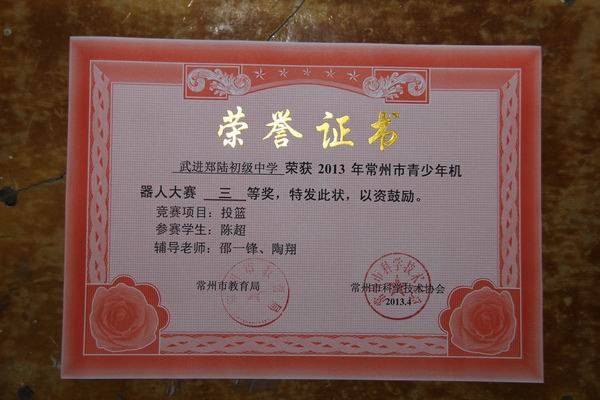 荣誉证书
武进郑陆初级中学 荣获 2013 年常州市青少年机
器人大赛 三 等奖，特发此状，以资鼓励。
竞赛项目：投篮
参赛学生：陈超
辅导老师：邵一锋、陶翔
常州市教育局
常州市科学技术协会
2013.4